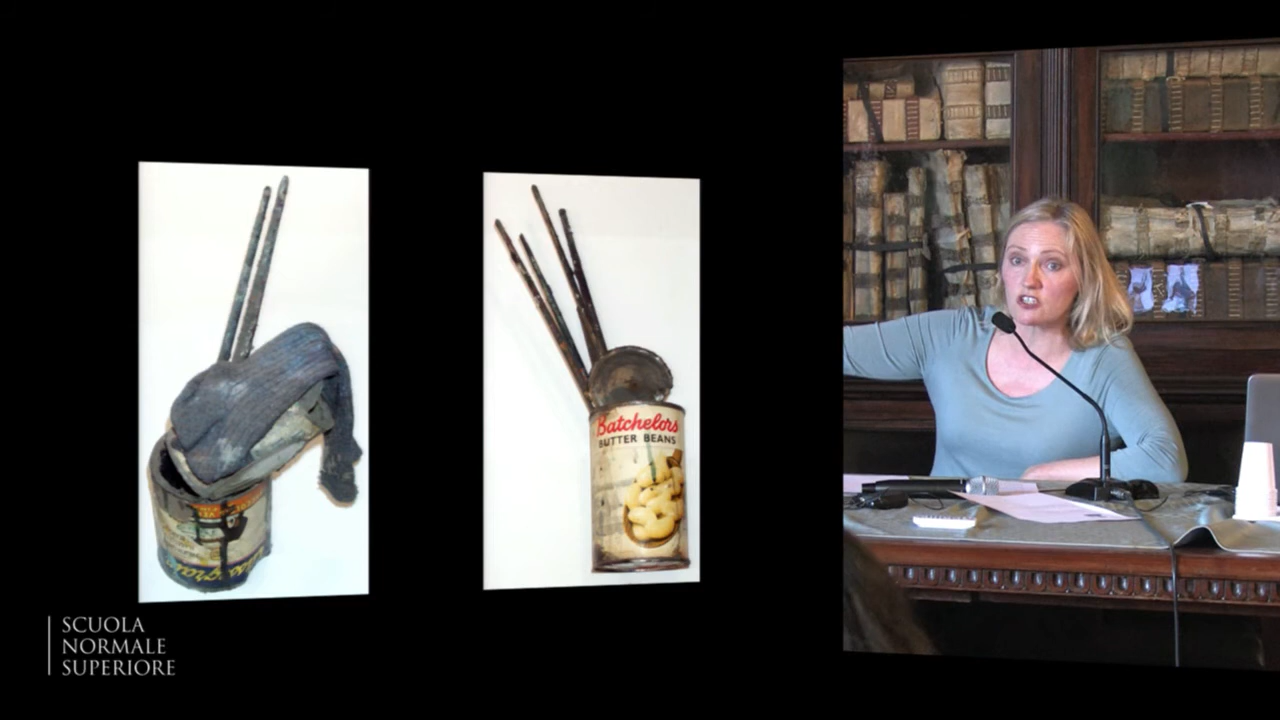 Batchelors
BUTTER BEANS
SCUOLA
NORMALE
SUPERIORE